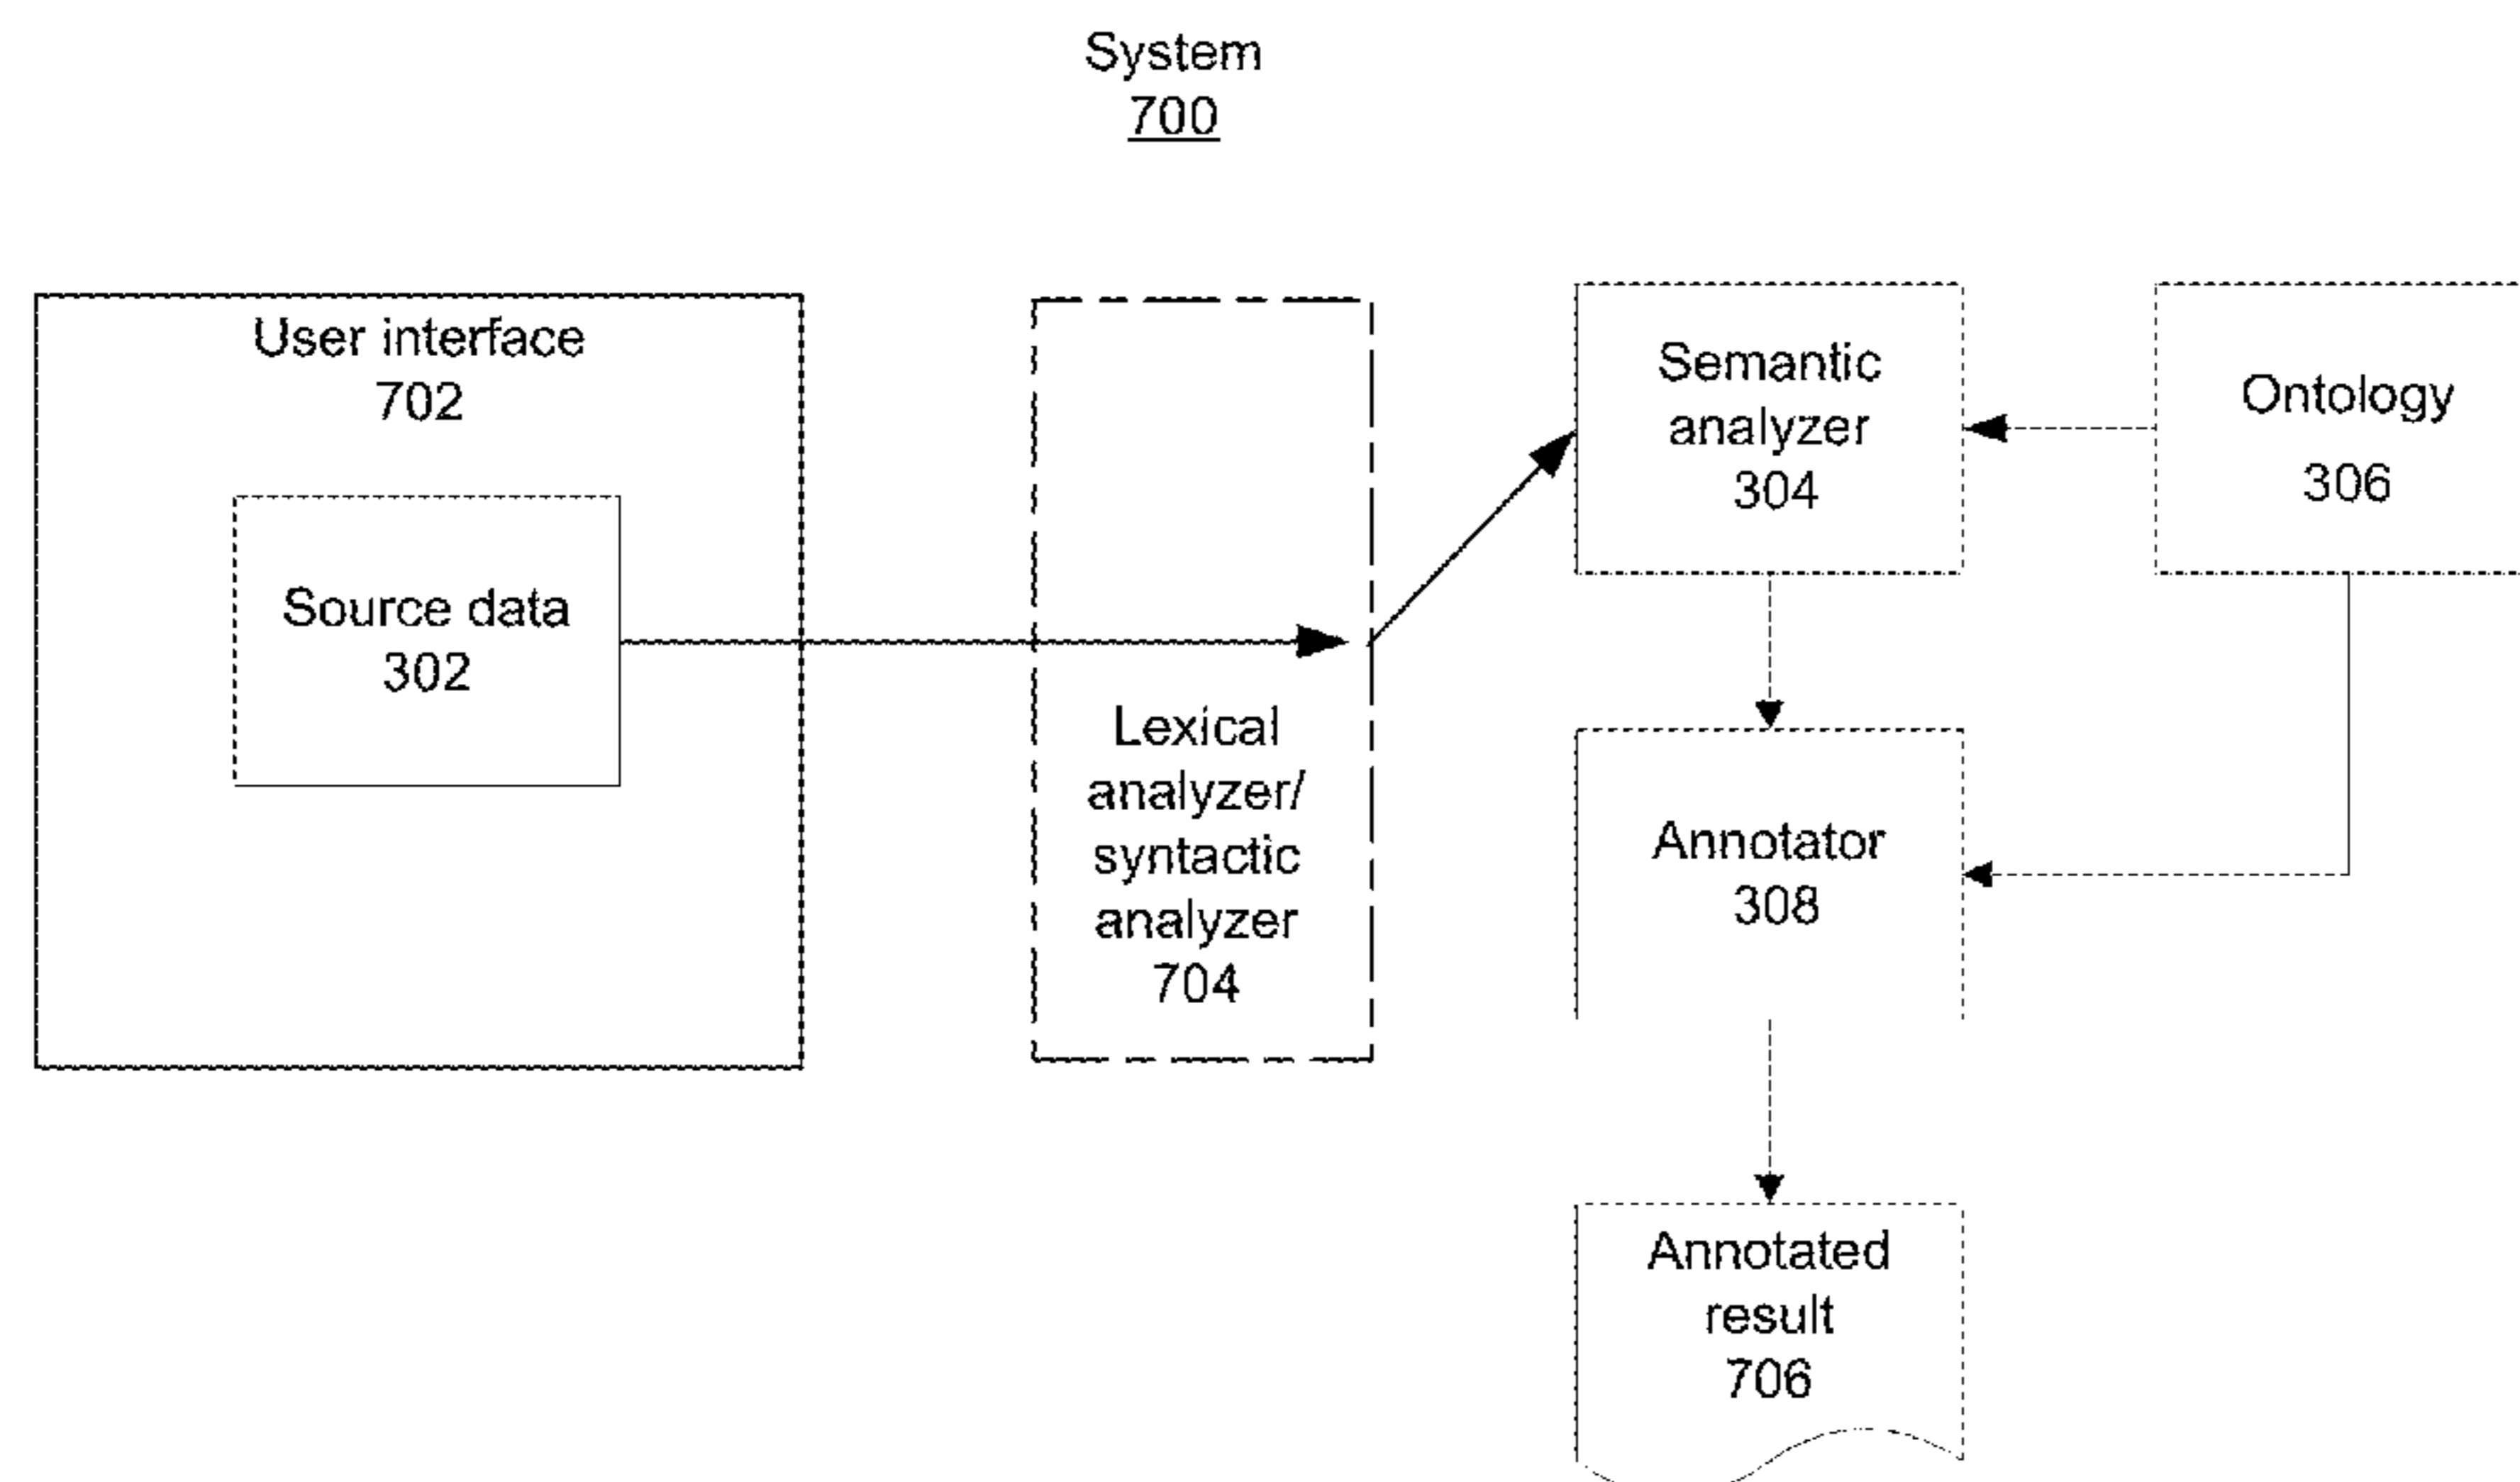 System
700
User interface
702
Source data
302
Lexical
analyzer/
syntactic
analyzer
704
Semantic
analyzer
304
Ontology
306
Annotator
308
Annotated
result
706